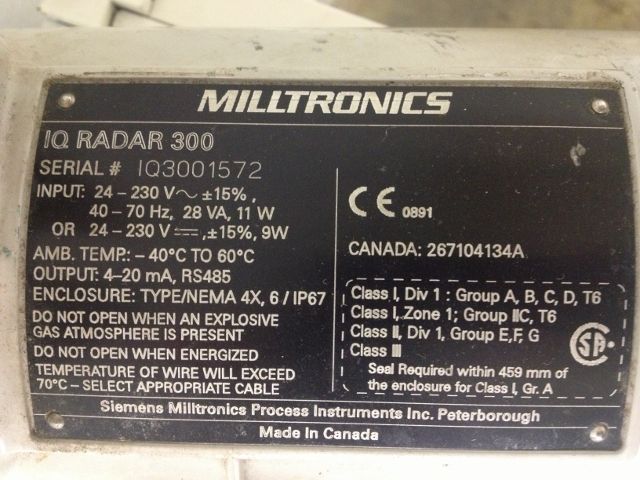 MILLTRONICS
IQ RADAR 300
SERIAL # IQ3001572
INPUT: 24 – 230 V∿ ±15%,
40 – 70 Hz, 28 VA, 11 W
OR 24 – 230 V ⎓, ±15%, 9W
AMB. TEMP.: – 40°C TO 60°C
OUTPUT: 4–20 mA, RS485
ENCLOSURE: TYPE/NEMA 4X, 6 / IP67
DO NOT OPEN WHEN AN EXPLOSIVE
GAS ATMOSPHERE IS PRESENT
DO NOT OPEN WHEN ENERGIZED
TEMPERATURE OF WIRE WILL EXCEED
70°C – SELECT APPROPRIATE CABLE
CE 0891
CANADA: 267104134A
Class I, Div 1 : Group A, B, C, D, T6
Class I, Zone 1; Group IIC, T6
Class II, Div 1, Group E, F, G
Class III
SA
Seal Required within 459 mm of
the enclosure for Class I, Gr. A
Siemens Milltronics Process Instruments Inc. Peterborough
Made In Canada